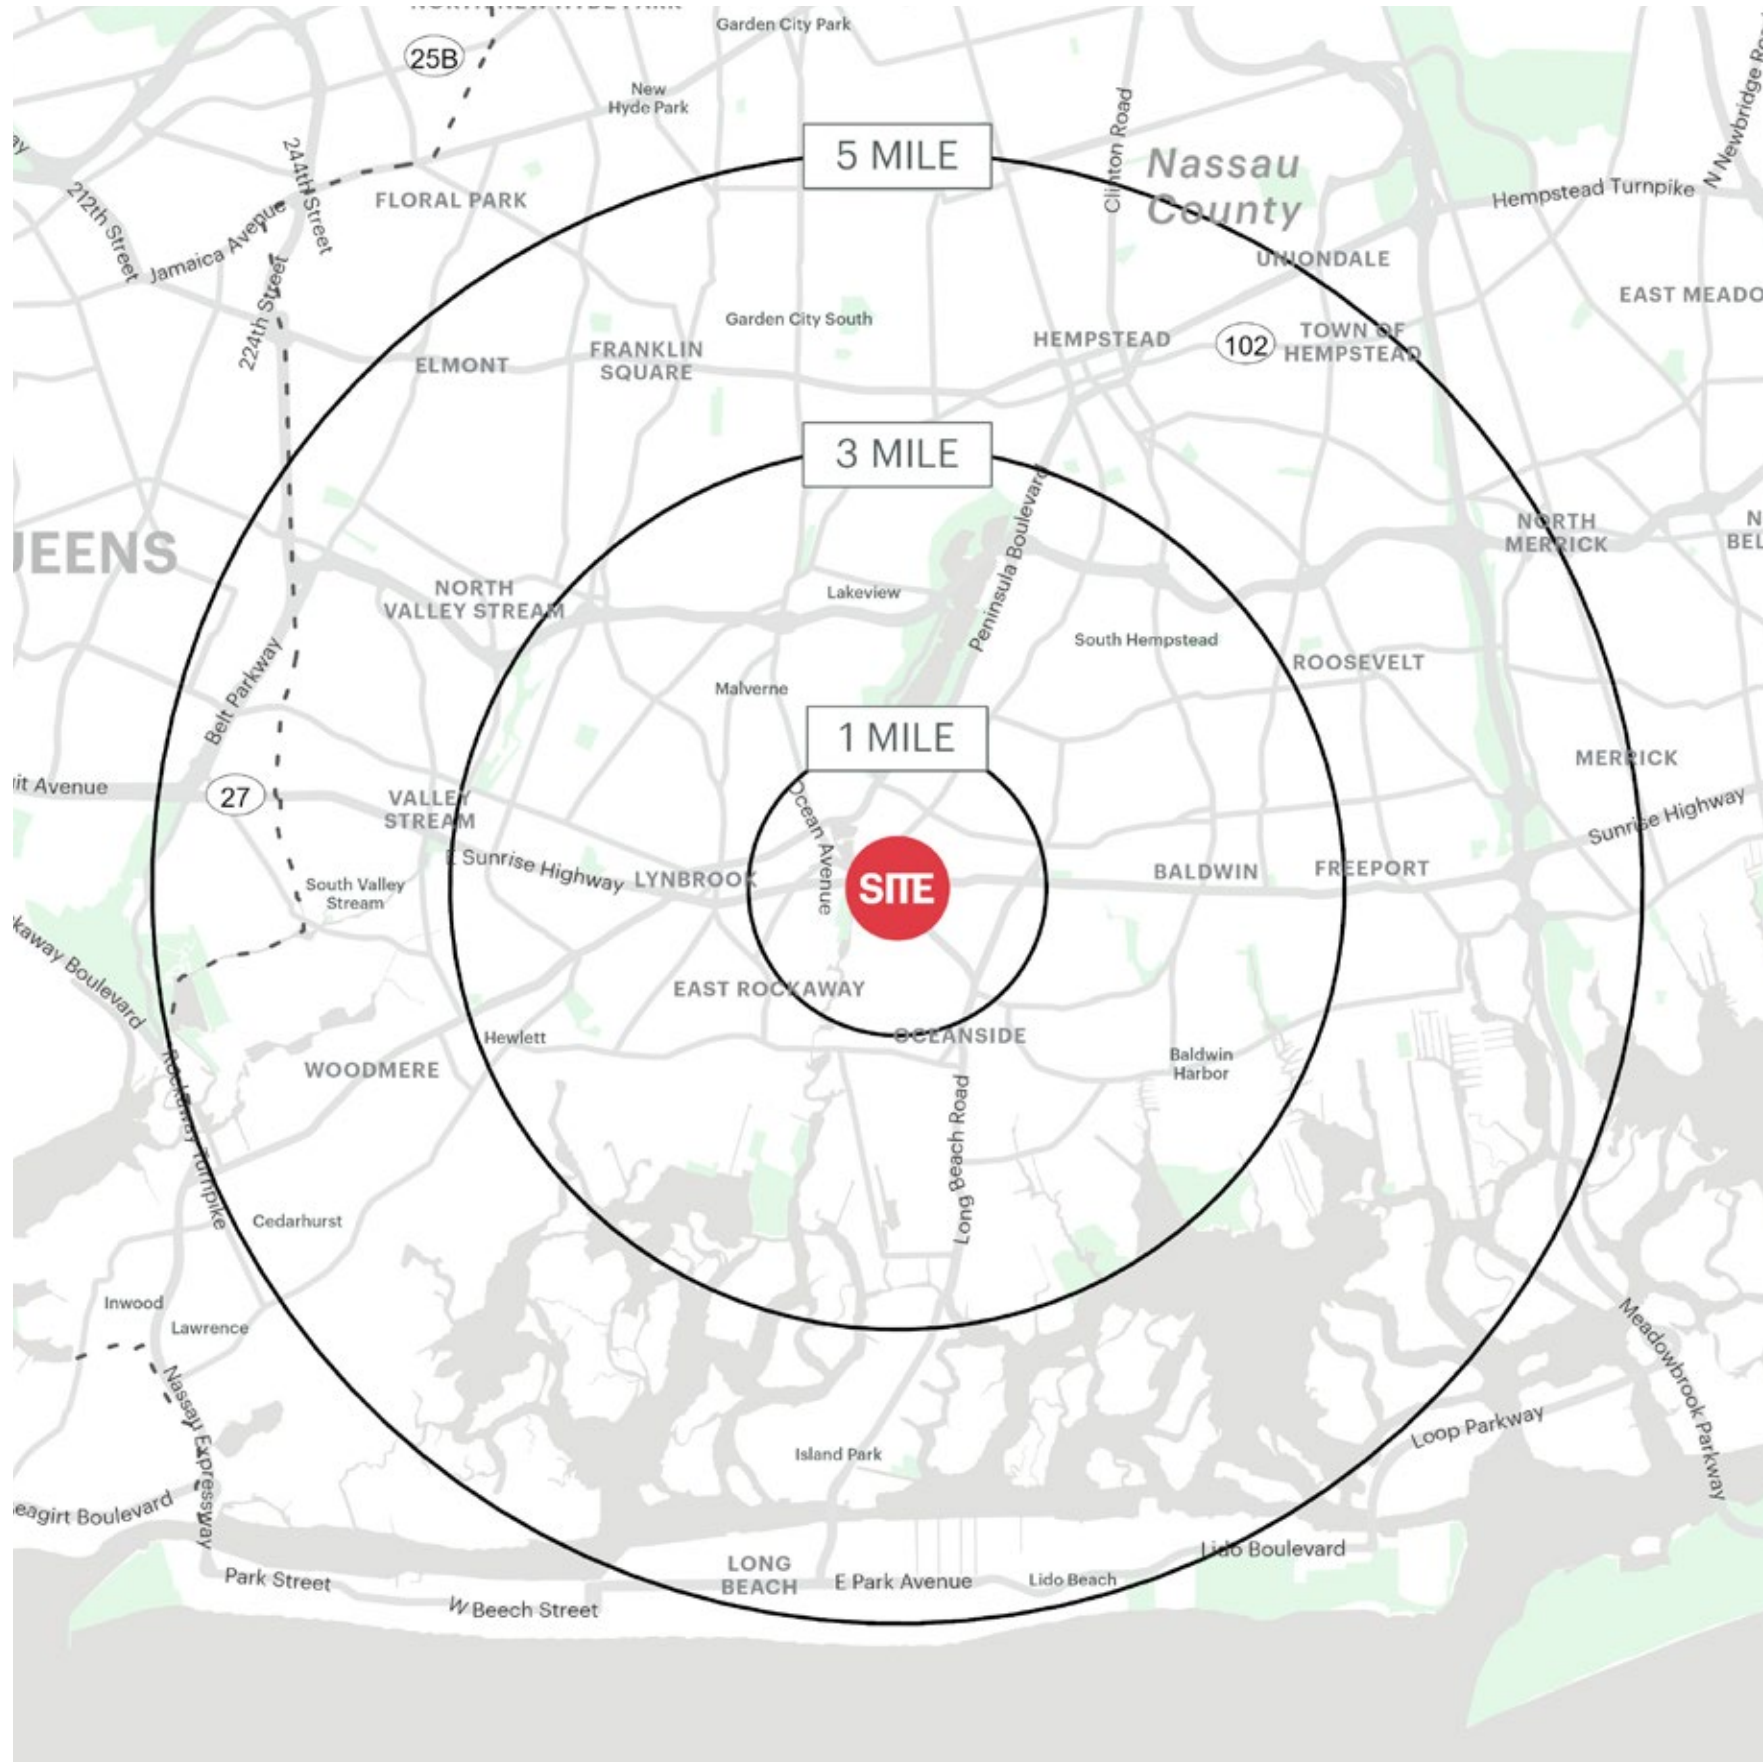 Garden City Park
25B
New
Hyde Park
5 MILE
Clinton Road
Nassau
County
N Newbridge
Hempstead Turnpike
244th Street
212th Street
FLORAL PARK
Jamaica Avenue
UNIONDALE
EAST MEADO
224th Street
Garden City South
HEMPSTEAD
102
TOWN OF
HEMPSTEAD
ELMONT
FRANKLIN
SQUARE
3 MILE
Peninsula Boulevard
NORTH
MERRICK
N
BEL
UEENS
NORTH
VALLEY STREAM
Lakeview
South Hempstead
ROOSEVELT
Belt Parkway
Malverne
1 MILE
MERRICK
it Avenue
27
VALLEY
STREAM
Ocean Avenue
Sunrise Highway
E Sunrise Highway
LYNBROOK
SITE
BALDWIN
FREEPORT
South Valley
Stream
kaway Boulevard
EAST ROCKAWAY
OCEANSIDE
Hewlett
WOODMERE
Baldwin
Harbor
Rockaway Turnpike
Long Beach Road
Cedarhurst
Inwood
Lawrence
Meadowbrook Parkway
Nassau Expressway
Loop Parkway
Island Park
eagirt Boulevard
Lido Boulevard
LONG
BEACH
E Park Avenue
Lido Beach
Park Street
W Beech Street